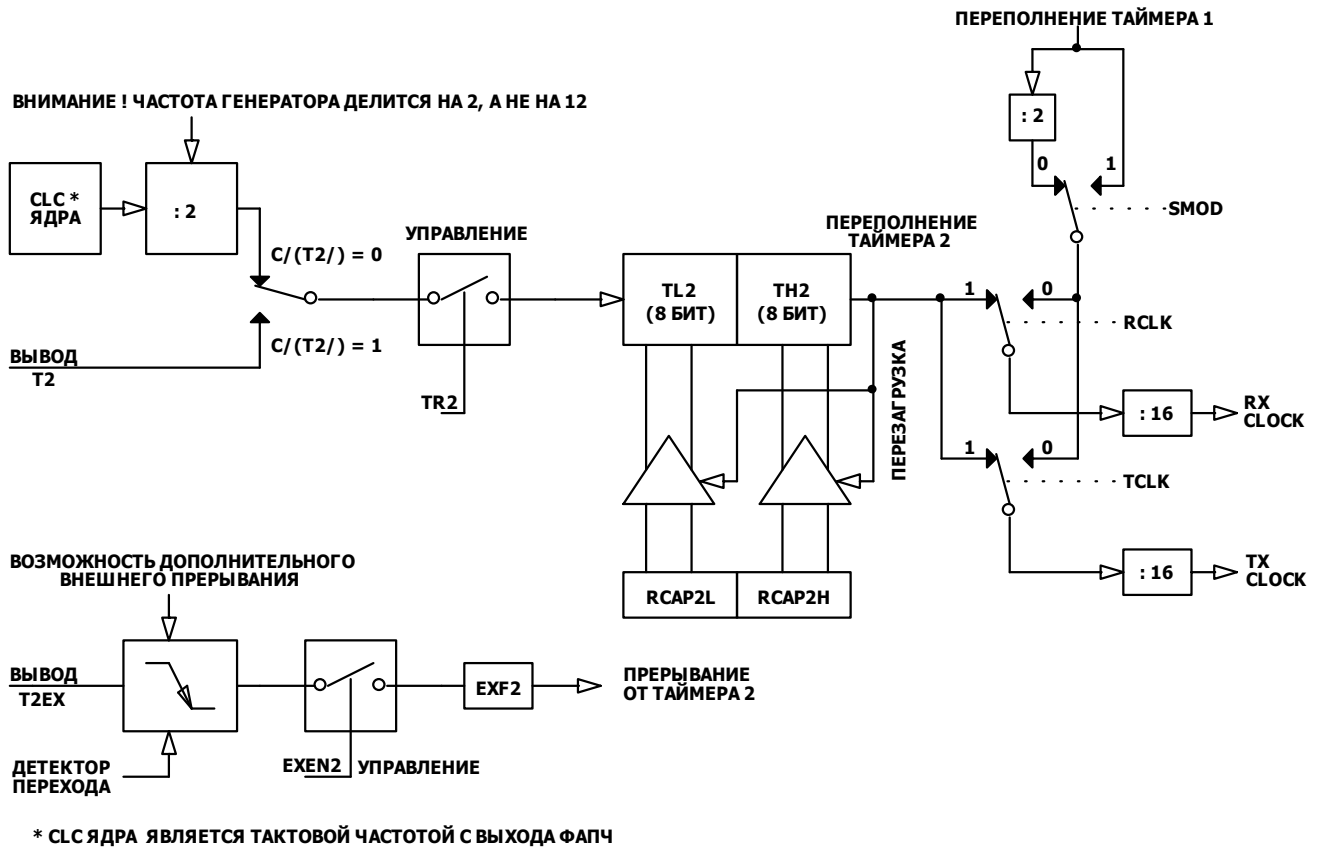 ПЕРЕПОЛНЕНИЕ ТАЙМЕРА 1
ВНИМАНИЕ ! ЧАСТОТА ГЕНЕРАТОРА ДЕЛИТСЯ НА 2, А НЕ НА 12
: 2
0
1
CLC *
ЯДРА
: 2
SMOD
C/(T2/) = 0
УПРАВЛЕНИЕ
ПЕРЕПОЛНЕНИЕ
ТАЙМЕРА 2
TL2
(8 БИТ)
TH2
(8 БИТ)
1
0
RCLK
C/(T2/) = 1
ВЫВОД
T2
TR2
ПЕРЕЗАГРУЗКА
: 16
RX
CLOCK
1
0
TCLK
: 16
TX
CLOCK
RCAP2L
RCAP2H
ВОЗМОЖНОСТЬ ДОПОЛНИТЕЛЬНОГО
ВНЕШНЕГО ПРЕРЫВАНИЯ
ВЫВОД
T2EX
EXF2
ПРЕРЫВАНИЕ
ОТ ТАЙМЕРА 2
ДЕТЕКТОР
ПЕРЕХОДА
EXEN2
УПРАВЛЕНИЕ
* CLC ЯДРА ЯВЛЯЕТСЯ ТАКТОВОЙ ЧАСТОТОЙ С ВЫХОДА ФАПЧ